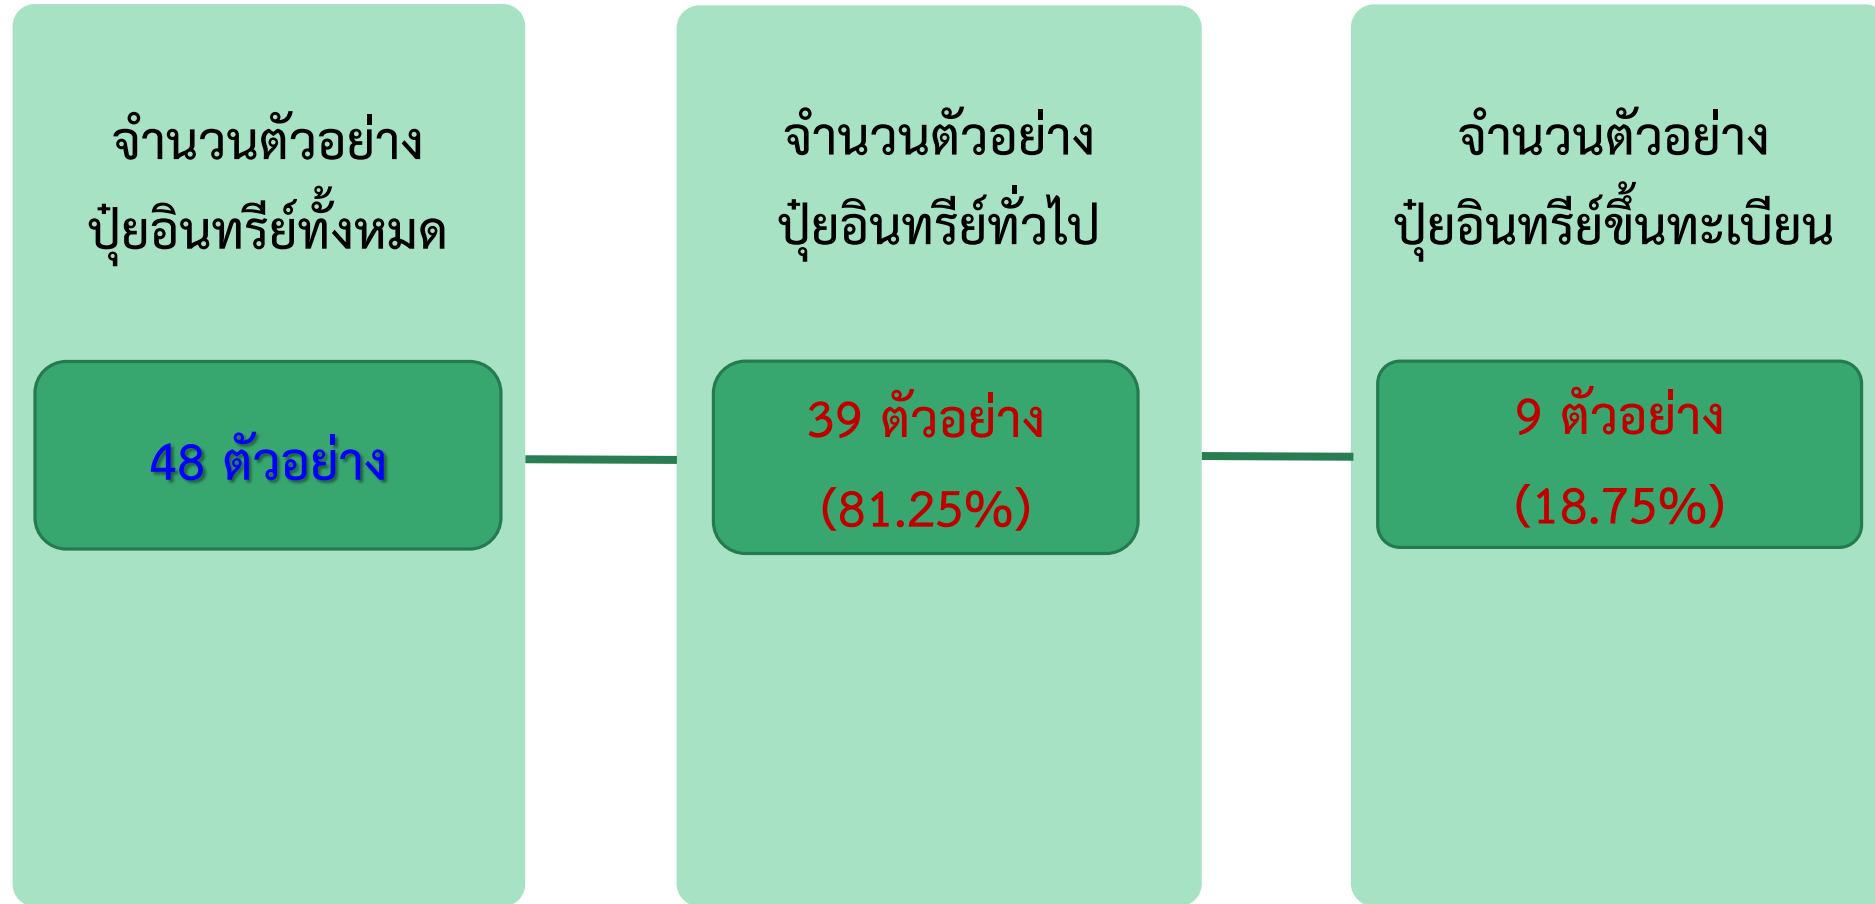 จำนวนตัวอย่าง
ปุ๋ยอินทรีย์ทั้งหมด
48 ตัวอย่าง
จำนวนตัวอย่าง
ปุ๋ยอินทรีย์ทั่วไป
39 ตัวอย่าง
(81.25%)
จำนวนตัวอย่าง
ปุ๋ยอินทรีย์ขึ้นทะเบียน
9 ตัวอย่าง
(18.75%)